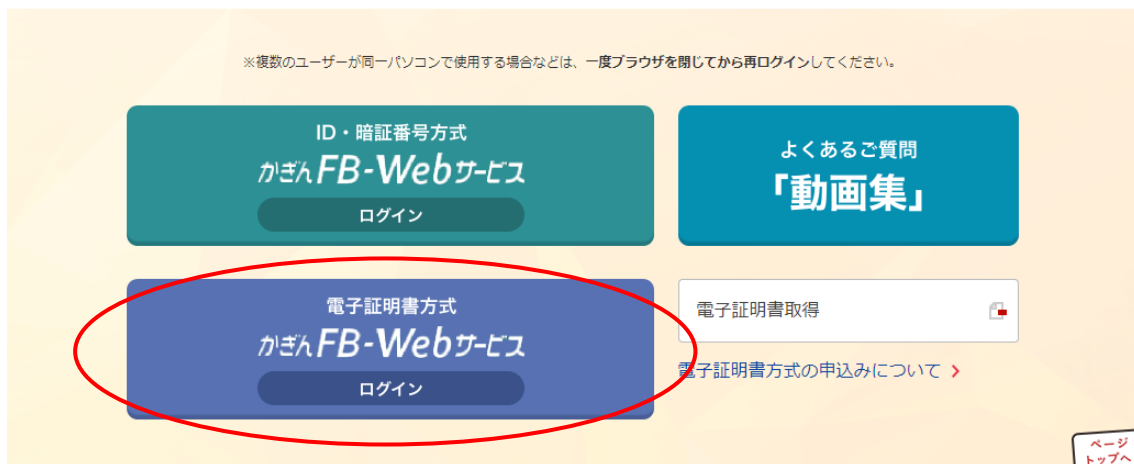 ※複数のユーザーが同一パソコンで使用する場合などは、一度ブラウザを閉じてから再ログインしてください。
ID・暗証番号方式
かぎんFB-Webサービス
ログイン
よくあるご質問
「動画集」
電子証明書方式
かぎんFB-Webサービス
ログイン
電子証明書取得
電子証明書方式の申込みについて
ページ
トップへ